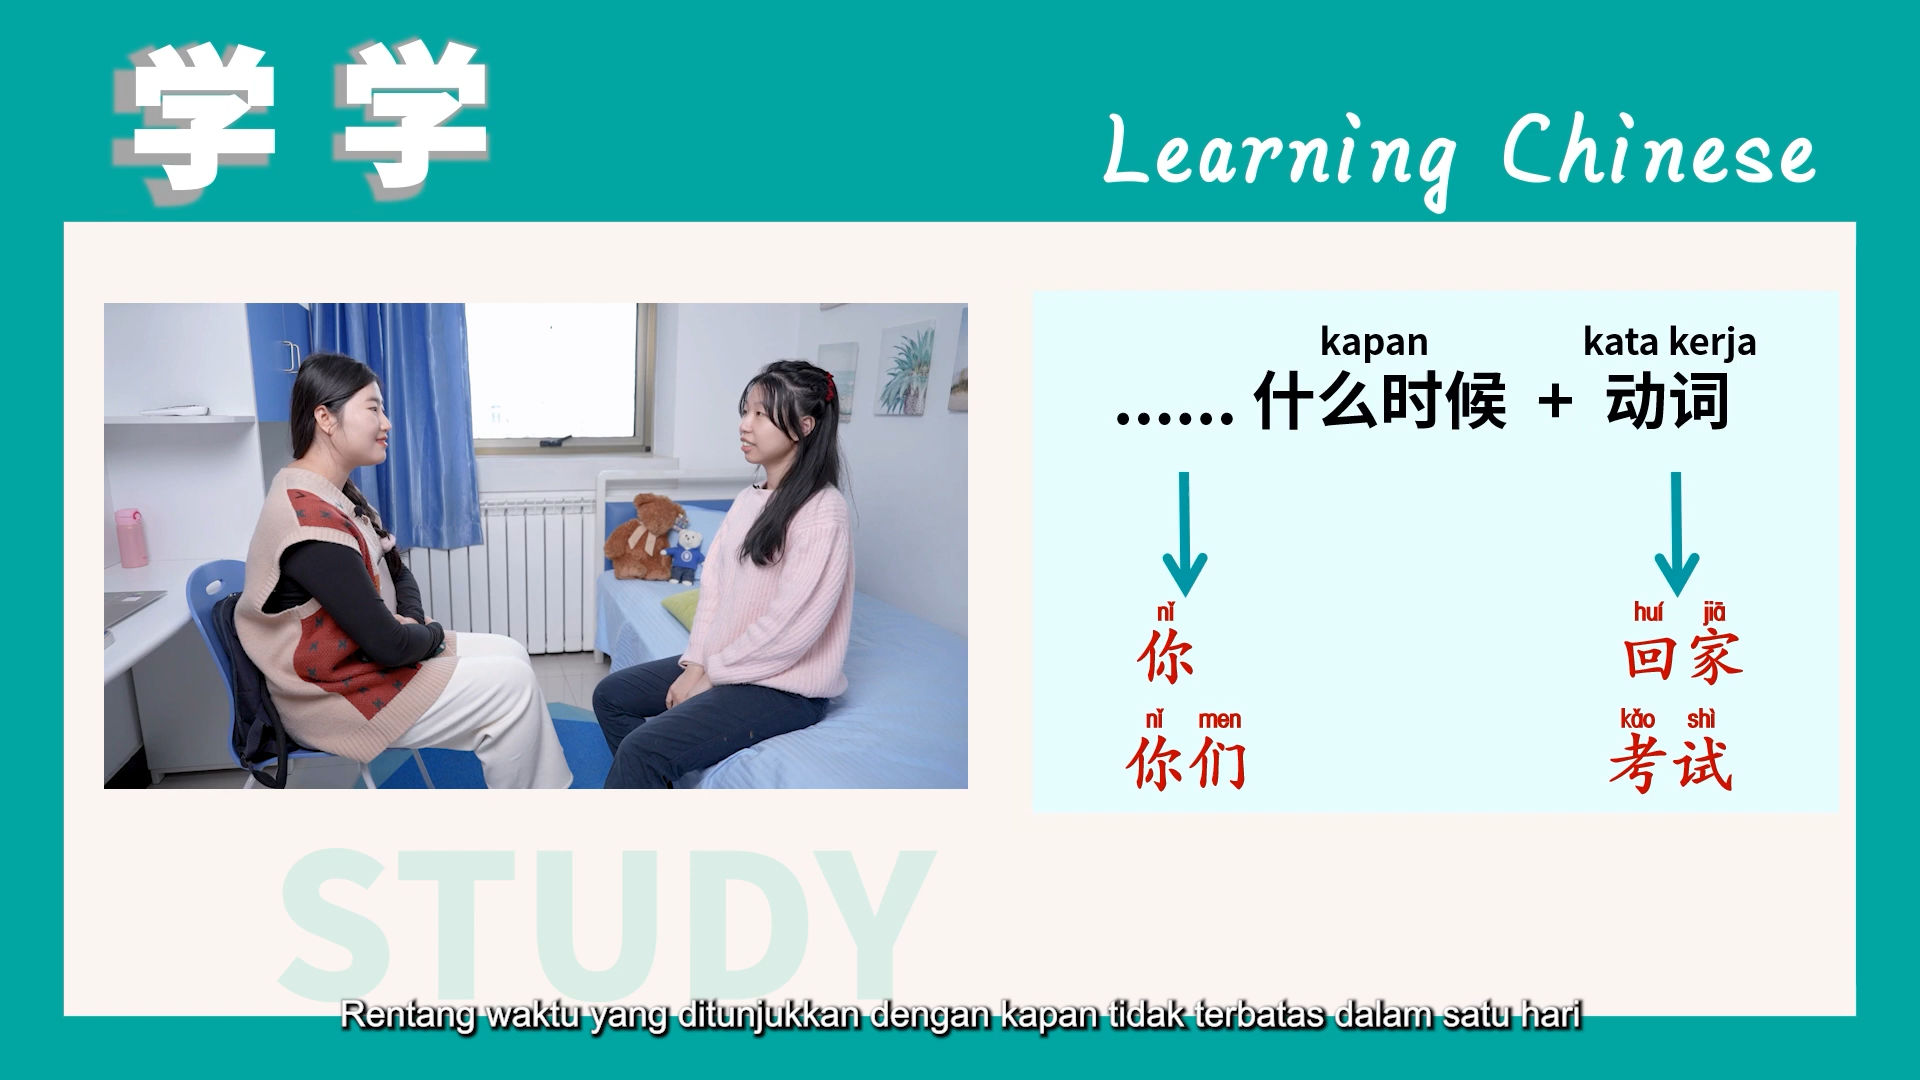 学学
Learning Chinese
kapan kata kerja
……什么时候 + 动词
nǐ huí jiā
你 回家
nǐ men kǎo shì
你们 考试
STUDY
Rentang waktu yang ditunjukkan dengan kapan tidak terbatas dalam satu hari